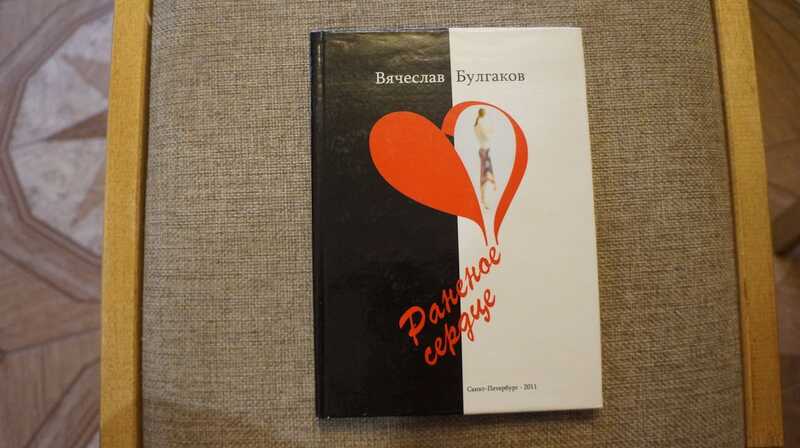 Вячеслав Булгаков
Раненое
сердце
Санкт-Петербург - 2011